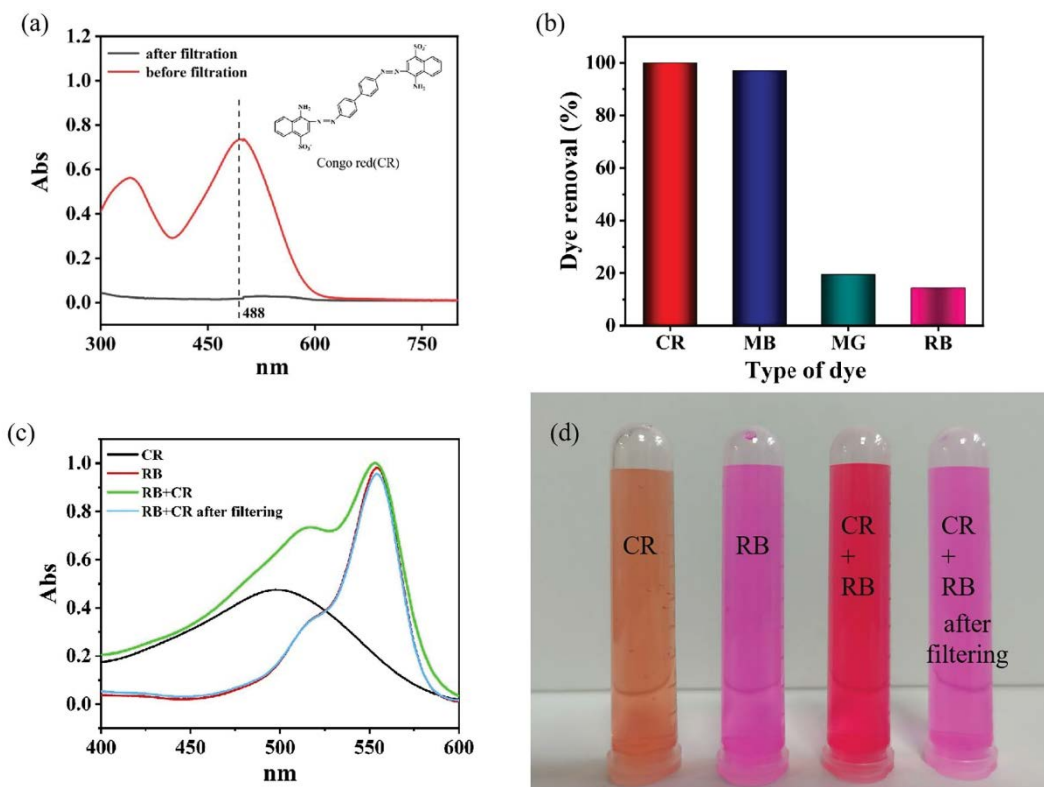 (a)
1.2
1.0
0.8
0.6
0.4
0.2
0.0
Abs
after filtration
before filtration
SO₃⁻
N=N
NH₂
NH₂
N=N
SO₃⁻
Congo red(CR)
488
300
450
600
750
nm
(b)
100
80
60
40
20
0
Dye removal (%)
CR
MB
MG
RB
Type of dye
(c)
1.0
0.8
0.6
0.4
0.2
0.0
Abs
CR
RB
RB+CR
RB+CR after filtering
400
450
500
550
600
nm
(d)
CR
RB
CR
+
RB
CR
+
RB
after
filtering